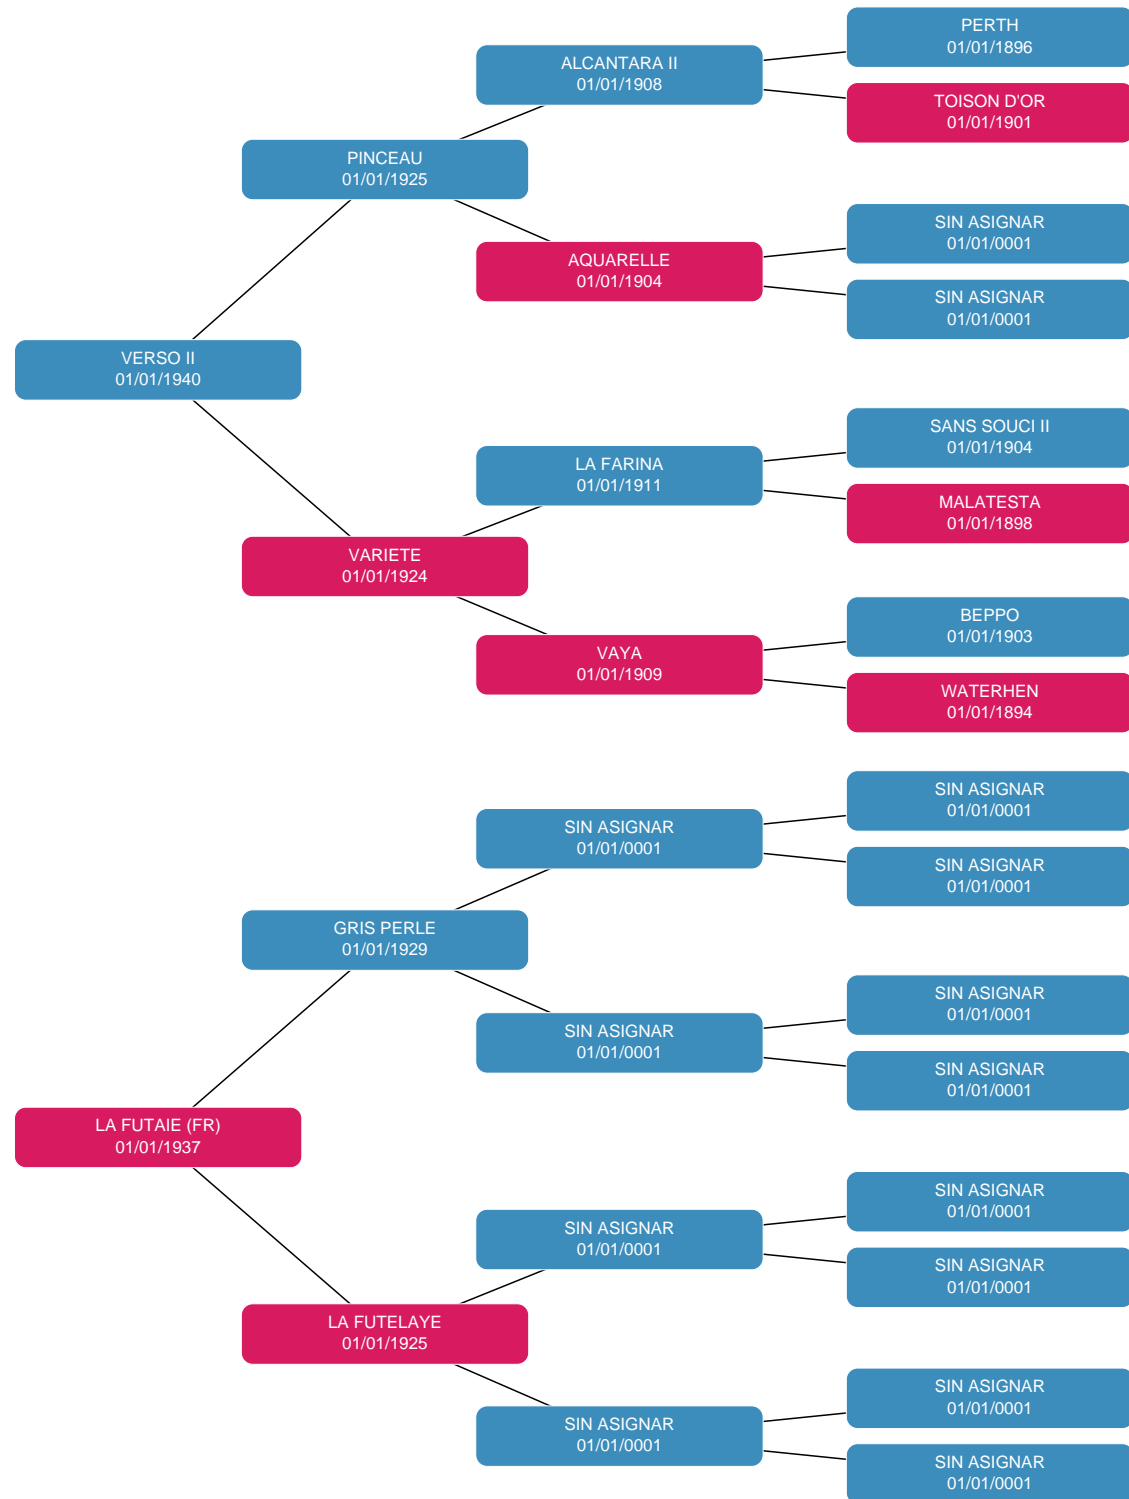 PERTH
01/01/1896
ALCANTARA II
01/01/1908
TOISON D'OR
01/01/1901
PINCEAU
01/01/1925
SIN ASIGNAR
01/01/0001
AQUARELLE
01/01/1904
SIN ASIGNAR
01/01/0001
VERSO II
01/01/1940
SANS SOUCI II
01/01/1904
LA FARINA
01/01/1911
MALATESTA
01/01/1898
VARIETE
01/01/1924
BEPPO
01/01/1903
VAYA
01/01/1909
WATERHEN
01/01/1894
SIN ASIGNAR
01/01/0001
SIN ASIGNAR
01/01/0001
SIN ASIGNAR
01/01/0001
GRIS PERLE
01/01/1929
SIN ASIGNAR
01/01/0001
SIN ASIGNAR
01/01/0001
SIN ASIGNAR
01/01/0001
LA FUTAIE (FR)
01/01/1937
SIN ASIGNAR
01/01/0001
SIN ASIGNAR
01/01/0001
SIN ASIGNAR
01/01/0001
LA FUTELAYE
01/01/1925
SIN ASIGNAR
01/01/0001
SIN ASIGNAR
01/01/0001
SIN ASIGNAR
01/01/0001